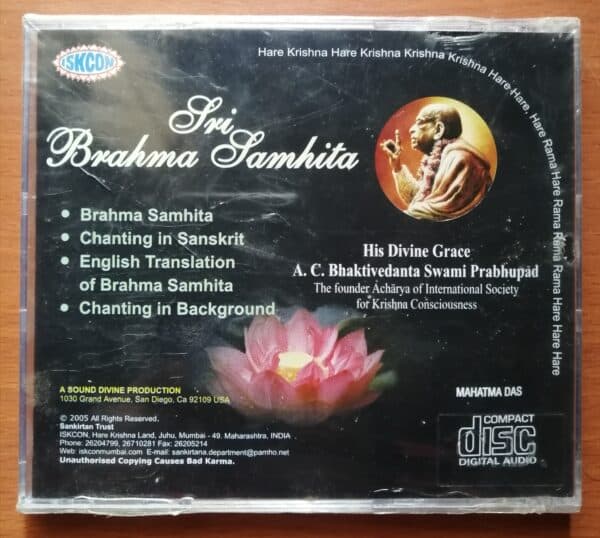 ISKCON
Hare Krishna Hare Krishna Krishna Krishna Hare Hare, Hare Rama Hare Rama Rama Rama Hare Hare
Sri
Brahma Samhita
• Brahma Samhita
• Chanting in Sanskrit
• English Translation
of Brahma Samhita
• Chanting in Background
His Divine Grace
A. C. Bhaktivedanta Swami Prabhupad
The founder Ācharya of International Society
for Krishna Consciousness
A SOUND DIVINE PRODUCTION
1030 Grand Avenue, San Diego, Ca 92109 USA
© 2005 All Rights Reserved.
Sankirtan Trust
ISKCON, Hare Krishna Land, Juhu, Mumbai - 49. Maharashtra, INDIA
Phone: 26204799, 26710281 Fax: 26205214
Web: iskconmumbai.com E-mail: sankirtana.department@pamho.net
Unauthorised Copying Causes Bad Karma.
MAHATMA DAS
COMPACT
disc
DIGITAL AUDIO